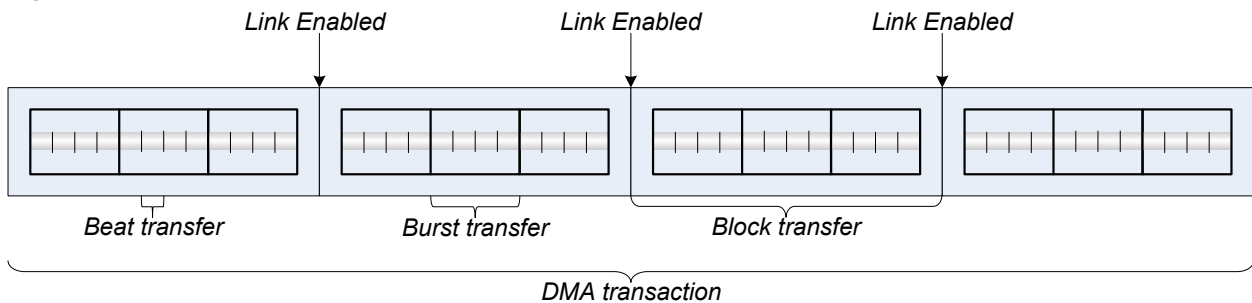 Link Enabled Link Enabled Link Enabled
Beat transfer Burst transfer Block transfer
DMA transaction